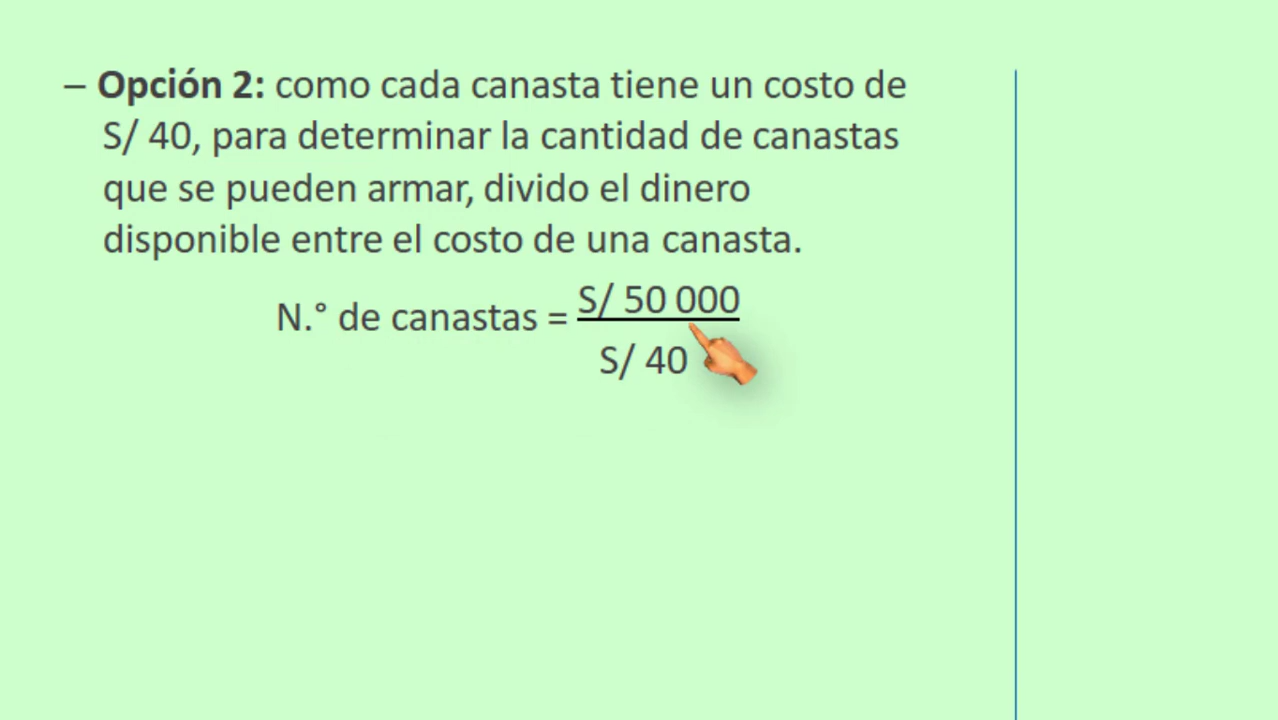 – Opción 2: como cada canasta tiene un costo de
S/ 40, para determinar la cantidad de canastas
que se pueden armar, divido el dinero
disponible entre el costo de una canasta.
N.° de canastas = S/ 50 000
S/ 40